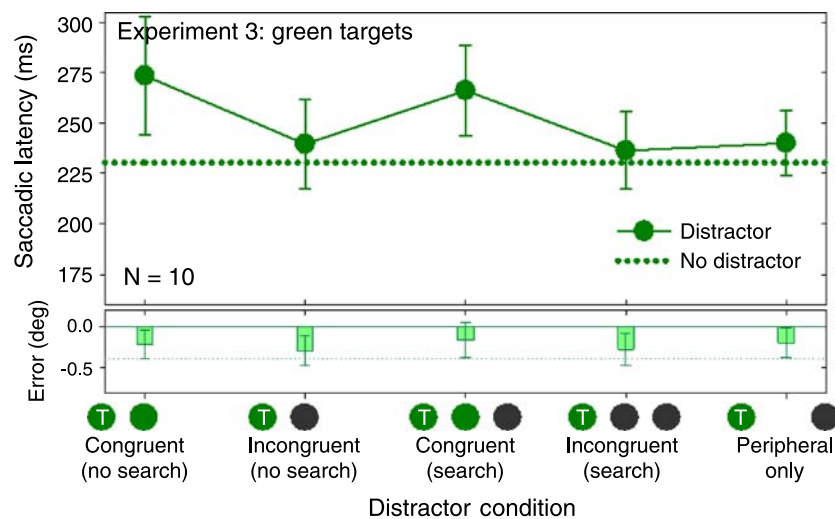 Experiment 3: green targets
Saccadic latency (ms)
300
275
250
225
200
175
Distractor
No distractor
N = 10
Error (deg)
0.0
-0.5
T T T T T
Congruent Incongruent Congruent Incongruent Peripheral
(no search) (no search) (search) (search) only
Distractor condition